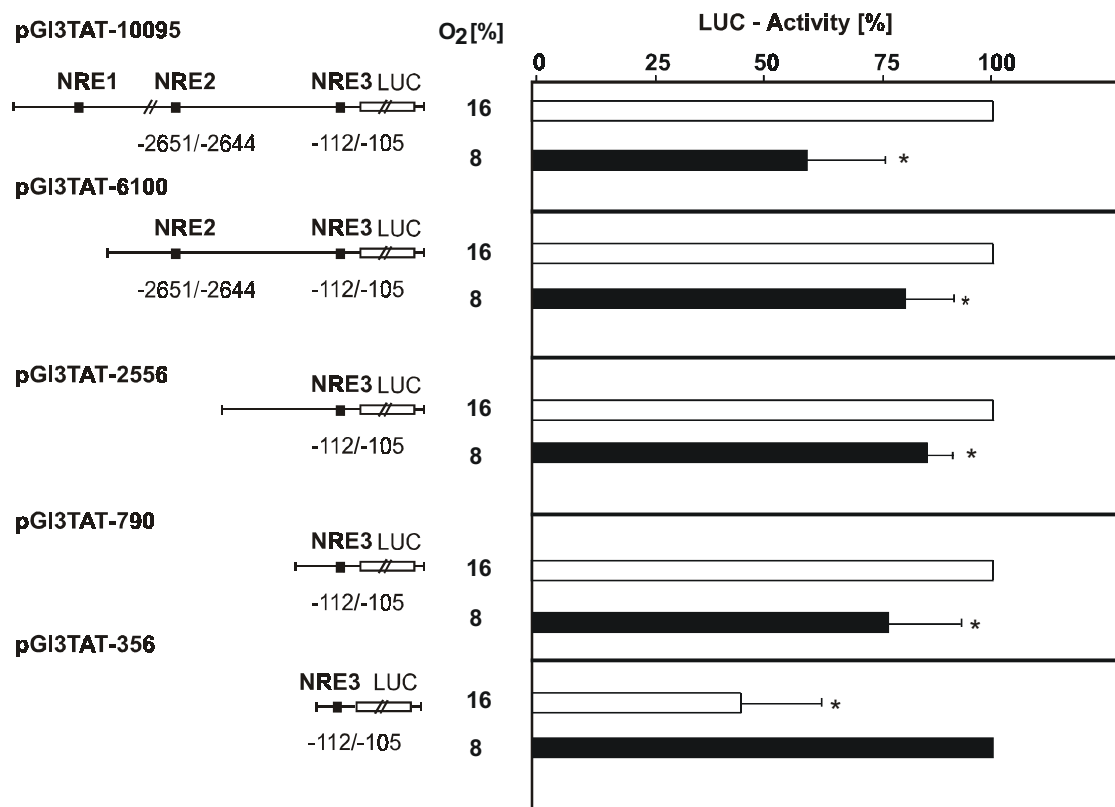 pGl3TAT-10095
O2 [%]
LUC - Activity [%]
0 25 50 75 100
NRE1 NRE2 NRE3 LUC
-2651/-2644 -112/-105
16
8 *
pGl3TAT-6100
NRE2 NRE3 LUC
-2651/-2644 -112/-105
16
8 *
pGl3TAT-2556
NRE3 LUC
-112/-105
16
8 *
pGl3TAT-790
NRE3 LUC
-112/-105
16
8 *
pGl3TAT-356
NRE3 LUC
-112/-105
16 *
8